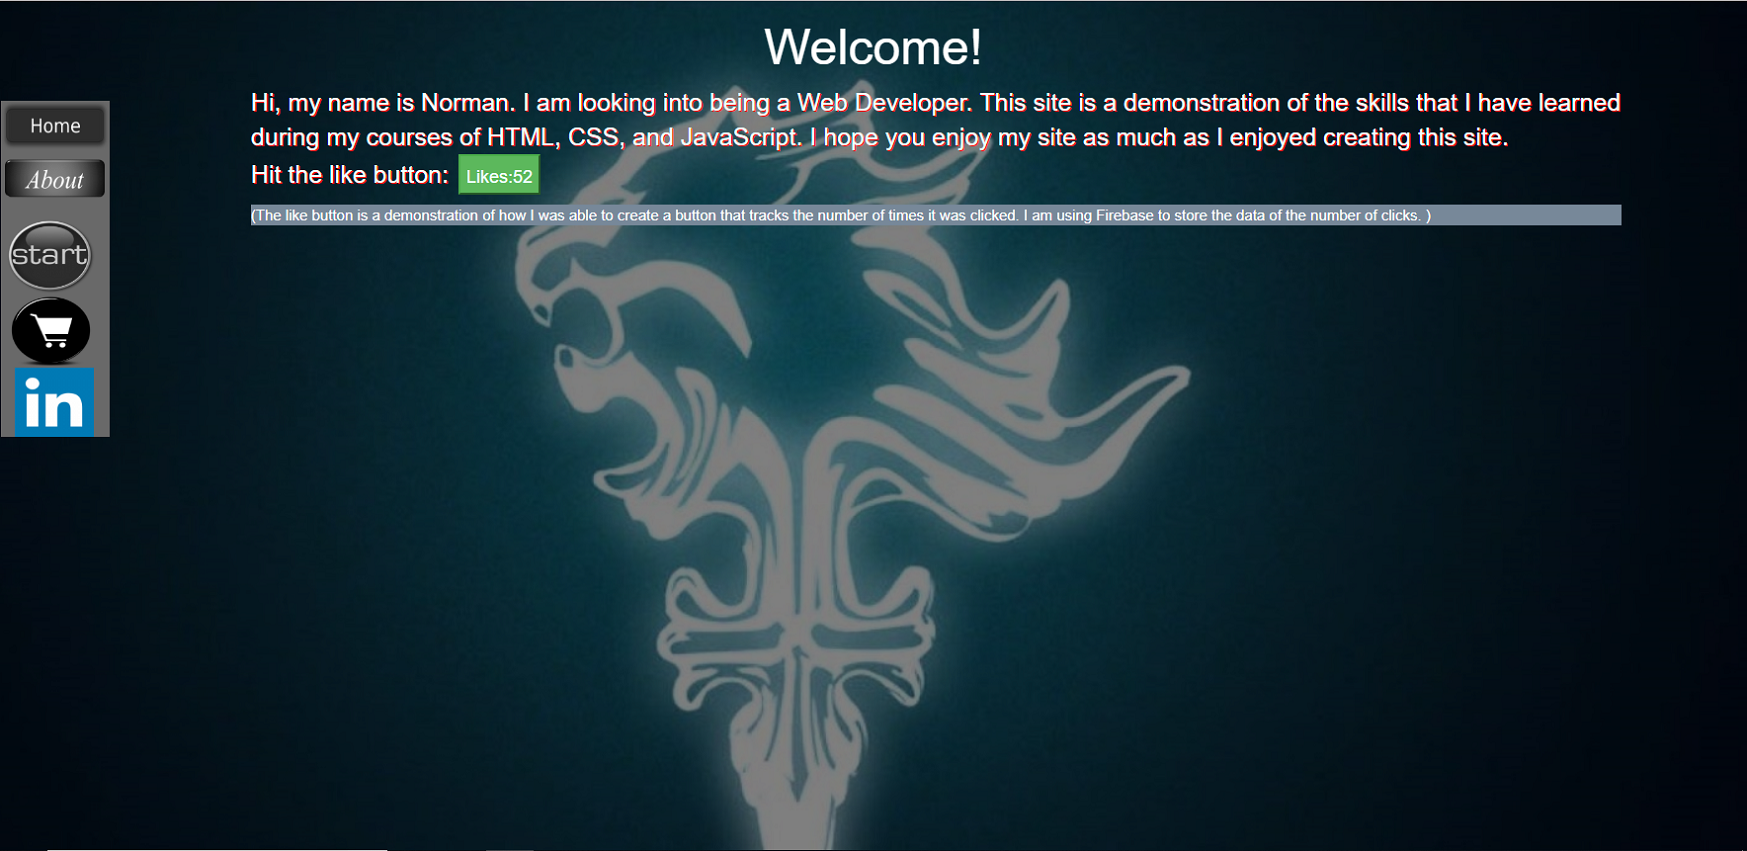 Welcome!
Hi, my name is Norman. I am looking into being a Web Developer. This site is a demonstration of the skills that I have learned
during my courses of HTML, CSS, and JavaScript. I hope you enjoy my site as much as I enjoyed creating this site.
Hit the like button: Likes:52
(The like button is a demonstration of how I was able to create a button that tracks the number of times it was clicked. I am using Firebase to store the data of the number of clicks. )
Home
About
start
in